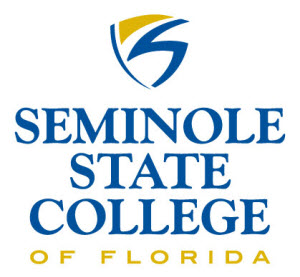 SEMINOLE
STATE
COLLEGE
OF FLORIDA